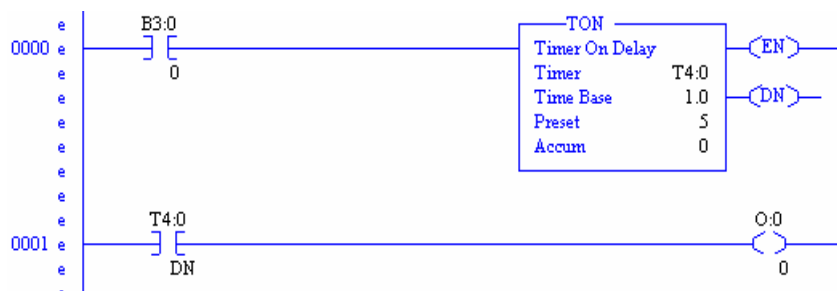 e B3:0 TON
0000 e Timer On Delay EN
e 0 Timer T4:0
e Time Base 1.0 DN
e Preset 5
e Accum 0
e
e
e T4:0 O:0
0001 e
e DN 0